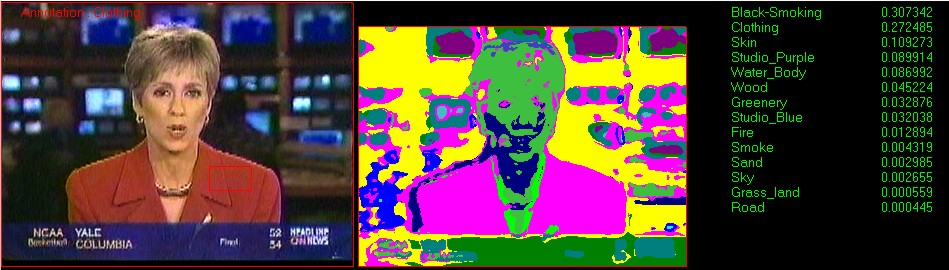 Annotation : Clothing
NCAA YALE 52 HEADLINE
Basketball COLUMBIA Final 54 CNN NEWS
Black-Smoking 0.307342
Clothing 0.272485
Skin 0.109273
Studio_Purple 0.089914
Water_Body 0.086992
Wood 0.045224
Greenery 0.032876
Studio_Blue 0.032038
Fire 0.012894
Smoke 0.004319
Sand 0.002985
Sky 0.002655
Grass_land 0.000559
Road 0.000445